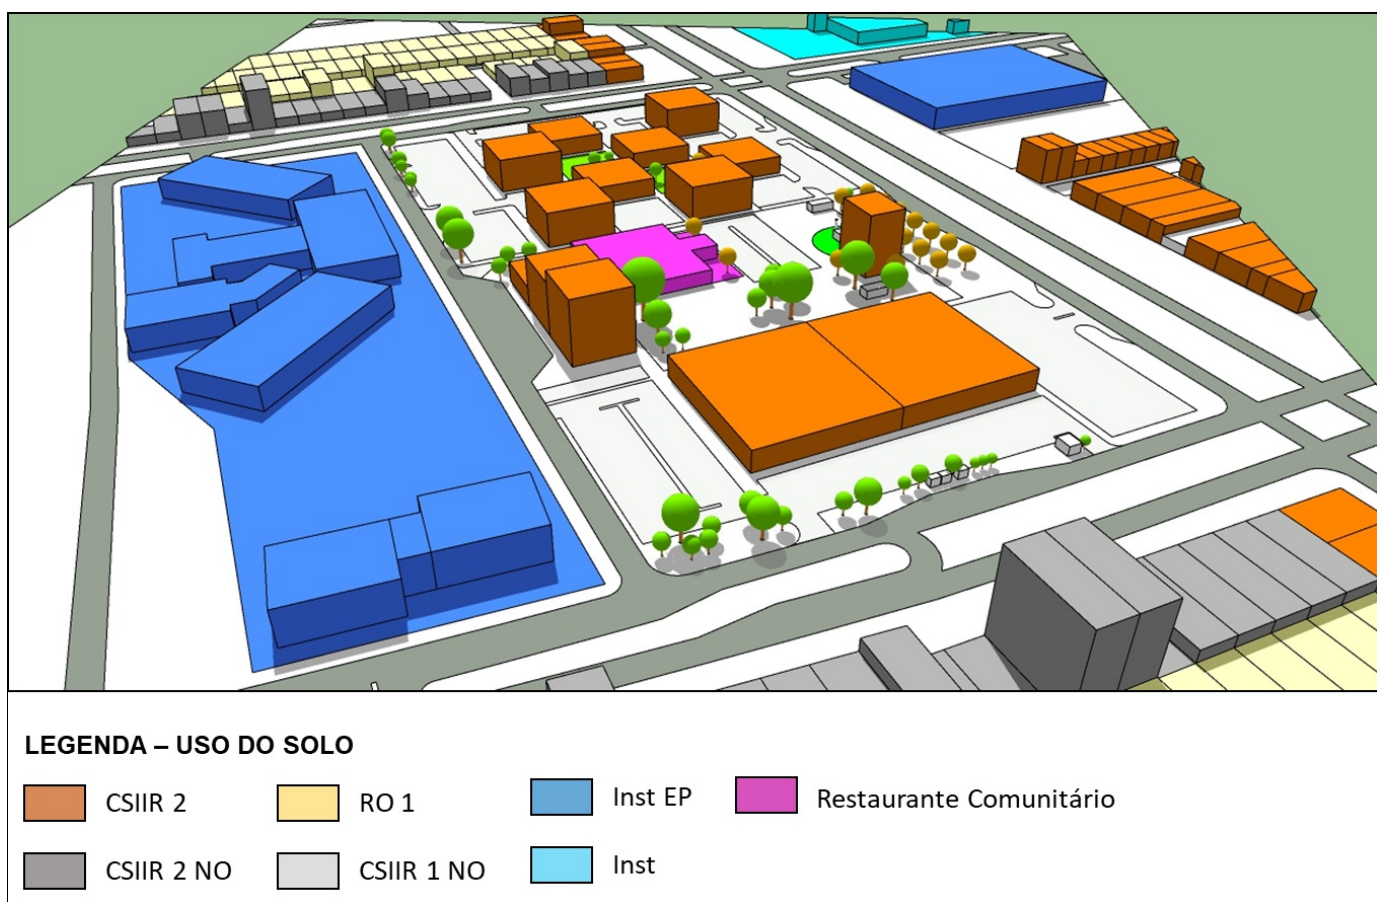 LEGENDA – USO DO SOLO
CSIIR 2
RO 1
Inst EP
Restaurante Comunitário
CSIIR 2 NO
CSIIR 1 NO
Inst